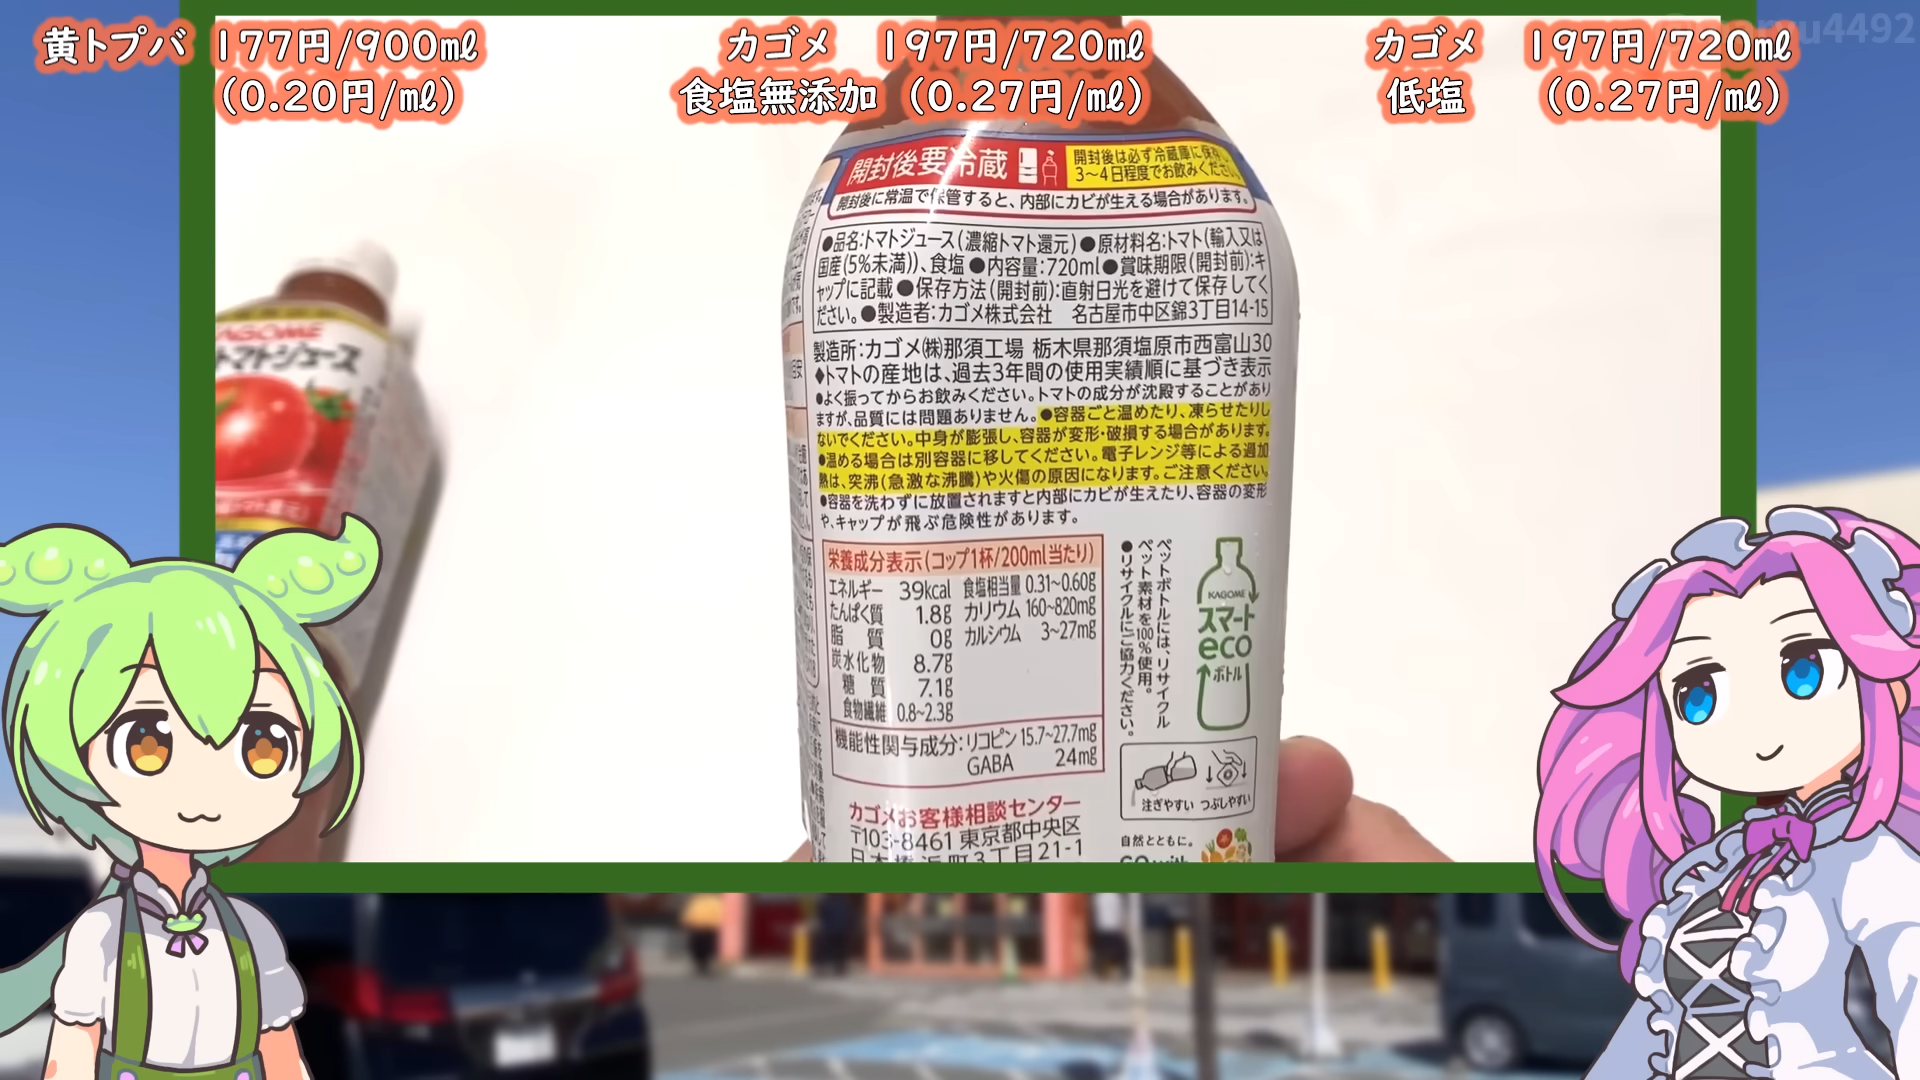 黄トプバ 177円/900㎖
(0.20円/㎖)
カゴメ 197円/720㎖
食塩無添加 (0.27円/㎖)
カゴメ 197円/720㎖
低塩 (0.27円/㎖)
トマトジュース
開封後要冷蔵
開封後は必ず冷蔵庫に保存
3~4日程度でお飲みください
開封後に常温で保管すると、内部にカビが生える場合があります。
●品名:トマトジュース(濃縮トマト還元)●原材料名:トマト(輸入又は
国産(5%未満))、食塩●内容量:720ml●賞味期限(開封前):キ
ャップに記載●保存方法(開封前):直射日光を避けて保存してく
ださい。●製造者:カゴメ株式会社 名古屋市中区錦3丁目14-15
製造所:カゴメ㈱那須工場 栃木県那須塩原市西富山30
♦トマトの産地は、過去3年間の使用実績順に基づき表示
●よく振ってからお飲みください。トマトの成分が沈殿することがあり
ますが、品質には問題ありません。●容器ごと温めたり、凍らせたりし
ないでください。中身が膨張し、容器が変形・破損する場合があります。
●温める場合は別容器に移してください。電子レンジ等による過加
熱は、突沸(急激な沸騰)や火傷の原因になります。ご注意ください。
●容器を洗わずに放置されますと内部にカビが生えたり、容器の変形
や、キャップが飛ぶ危険性があります。
栄養成分表示(コップ1杯/200ml当たり)
エネルギー 39kcal 食塩相当量 0.31~0.60g
たんぱく質 1.8g カリウム 160~820mg
脂質 0g カルシウム 3~27mg
炭水化物 8.7g
糖質 7.1g
食物繊維 0.8~2.3g
機能性関与成分:リコピン 15.7~27.7mg
GABA 24mg
ペットボトルには、リサイクル
ペット素材を100%使用。
●リサイクルにご協力ください。
KAGOME
スマート
eco
ボトル
注ぎやすい つぶしやすい
カゴメお客様相談センター
〒103-8461 東京都中央区
日本橋浜町3丁目21-1
自然とともに。